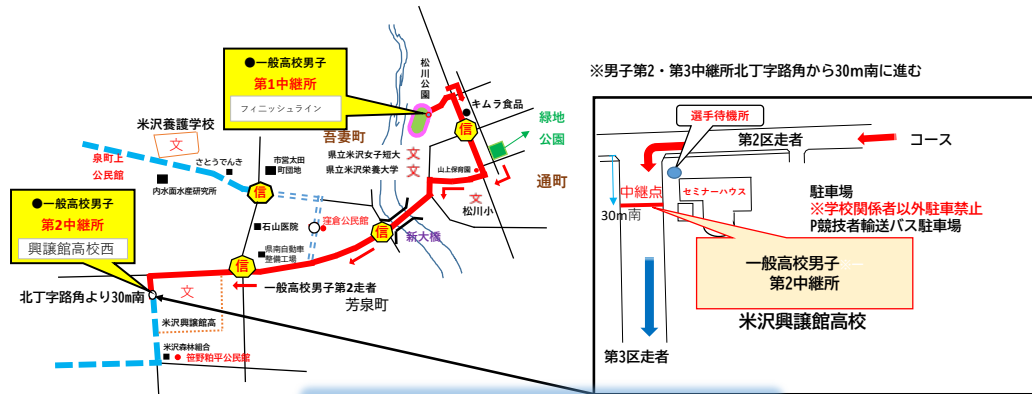 ●一般高校男子
第1中継所
フィニッシュライン
松川公園
キムラ食品
信
緑地
公園
吾妻町
県立米沢女子短大
文
県立米沢栄養大学
文
山上保育園
通町
文
松川小
米沢養護学校
文
泉町上
公民館
さとうでんき
内水面水産研究所
市営太田
町団地
信
●一般高校男子
第2中継所
興譲館高校西
石山医院
窪倉公民館
信
新大橋
県南自動車
整備工場
信
北丁字路角より30m南
文
一般高校男子第2走者
芳泉町
米沢興譲館高
米沢森林組合
笹野粕平公民館
※男子第2・第3中継所北丁字路角から30m南に進む
選手待機所
第2区走者
コース
中継点
30m南
セミナーハウス
駐車場
※学校関係者以外駐車禁止
P競技者輸送バス駐車場
一般高校男子
第2中継所
米沢興譲館高校
第3区走者